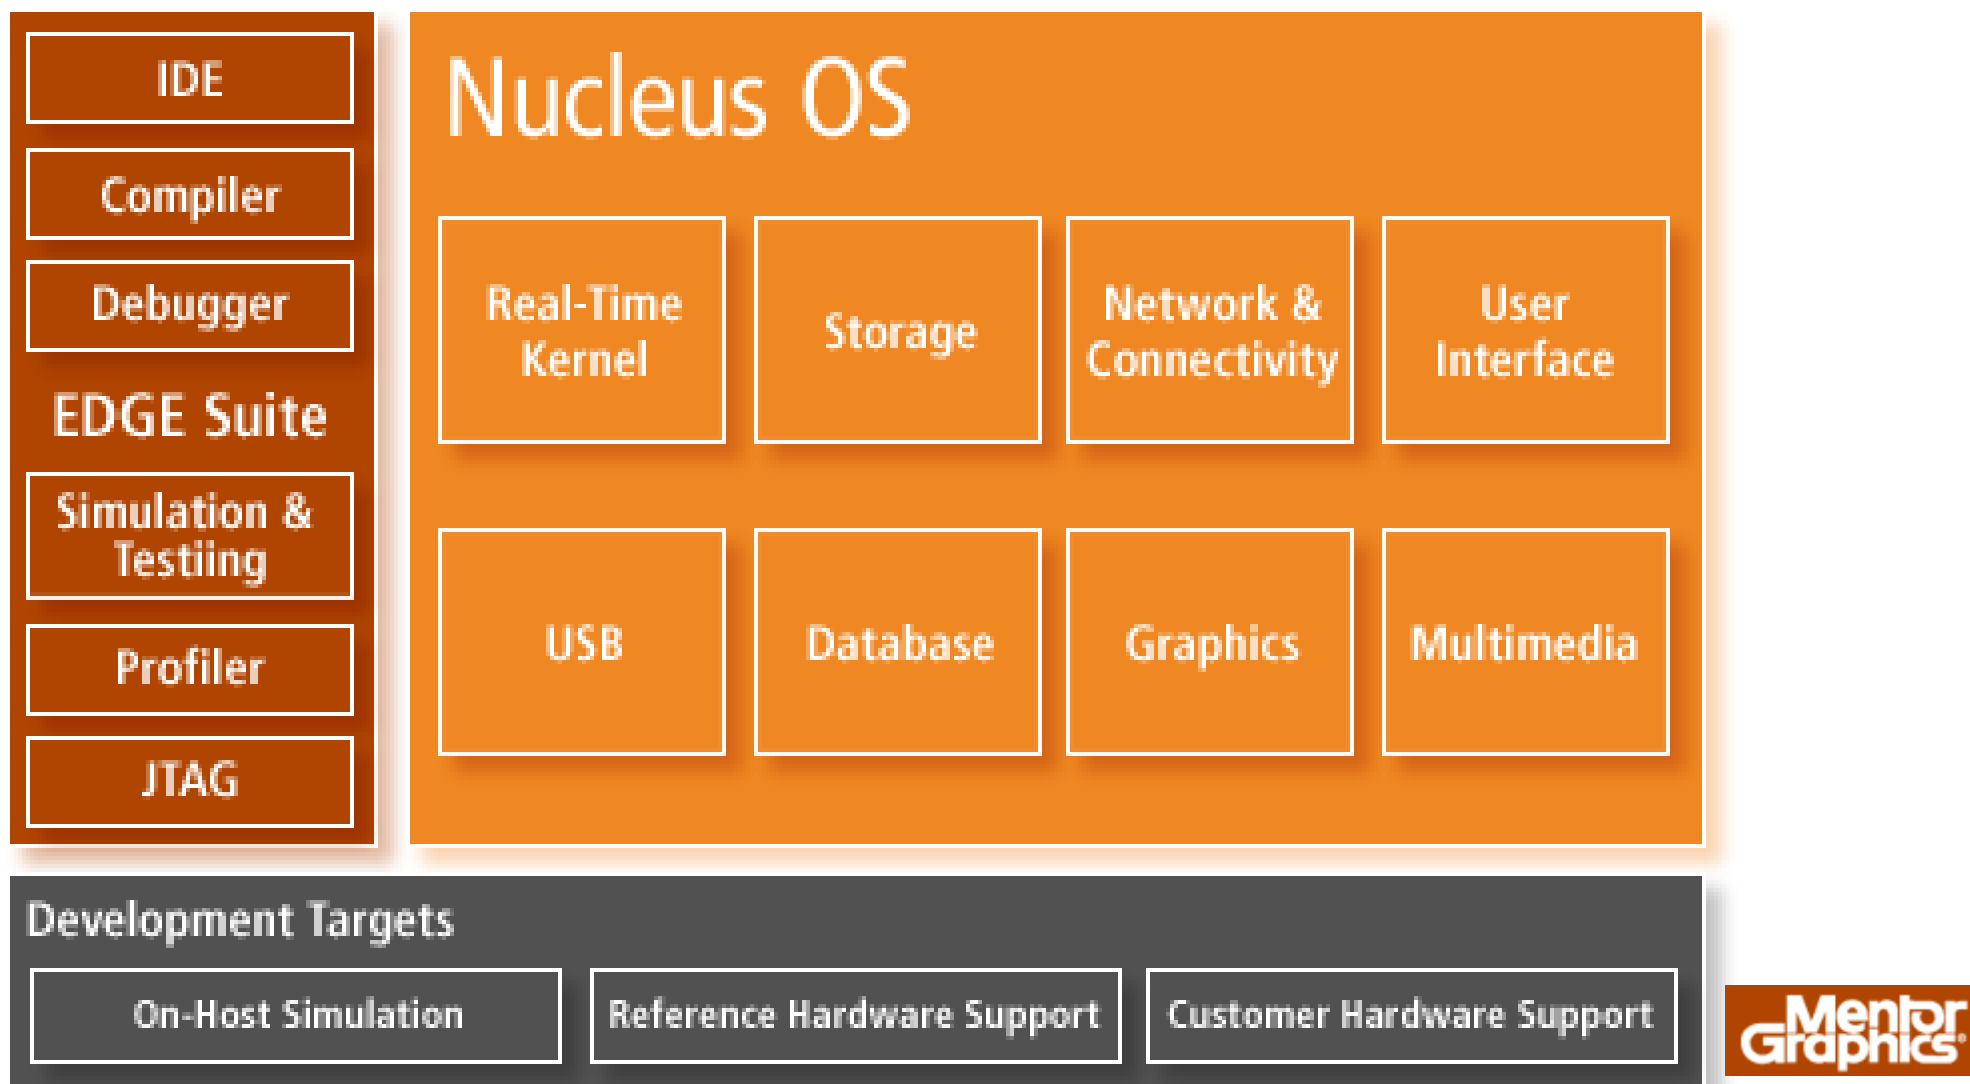 IDE
Compiler
Debugger
EDGE Suite
Simulation &
Testiing
Profiler
JTAG
Nucleus OS
Real-Time
Kernel
Storage
Network &
Connectivity
User
Interface
USB
Database
Graphics
Multimedia
Development Targets
On-Host Simulation
Reference Hardware Support
Customer Hardware Support
Mentor
Graphics®